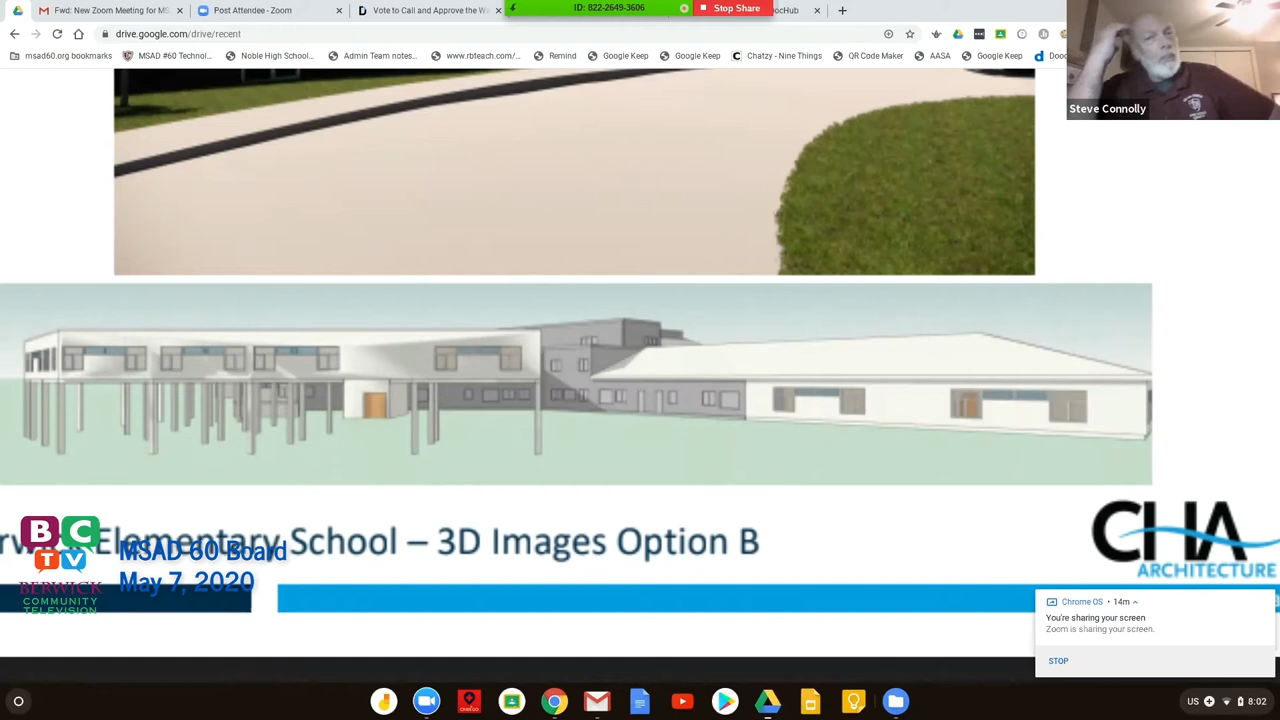 Fwd: New Zoom Meeting for MS
Post Attendee - Zoom
Vote to Call and Approve the Wa
ID: 822-2649-3606
Stop Share
DocHub
drive.google.com/drive/recent
msad60.org bookmarks
MSAD #60 Technol...
Noble High School...
Admin Team notes...
www.rbteach.com/...
Remind
Google Keep
Google Keep
Chatzy - Nine Things
QR Code Maker
AASA
Google Keep
Steve Connolly
Elementary School – 3D Images Option B
CHA
ARCHITECTURE
B C
T V
BERWICK
COMMUNITY
TELEVISION
MSAD 60 Board
May 7, 2020
Chrome OS • 14m
You're sharing your screen
Zoom is sharing your screen.
STOP
US
8:02